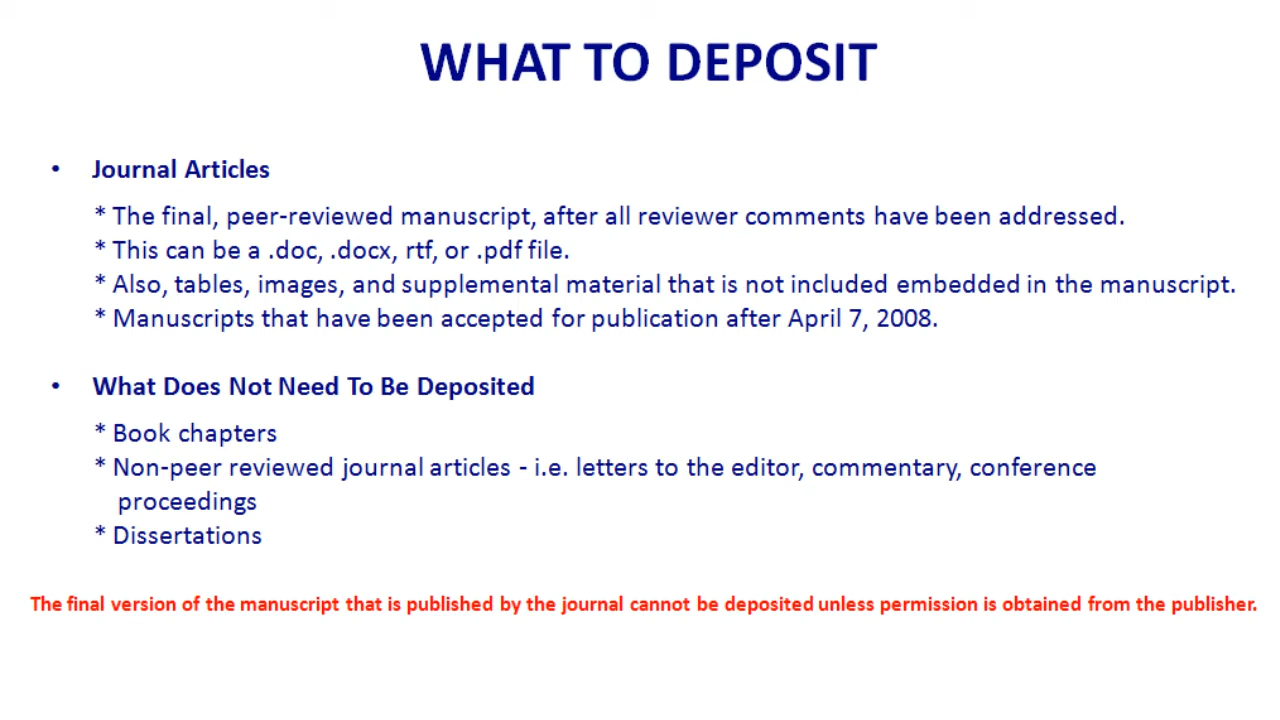 WHAT TO DEPOSIT
• Journal Articles
* The final, peer-reviewed manuscript, after all reviewer comments have been addressed.
* This can be a .doc, .docx, rtf, or .pdf file.
* Also, tables, images, and supplemental material that is not included embedded in the manuscript.
* Manuscripts that have been accepted for publication after April 7, 2008.
• What Does Not Need To Be Deposited
* Book chapters
* Non-peer reviewed journal articles - i.e. letters to the editor, commentary, conference
proceedings
* Dissertations
The final version of the manuscript that is published by the journal cannot be deposited unless permission is obtained from the publisher.